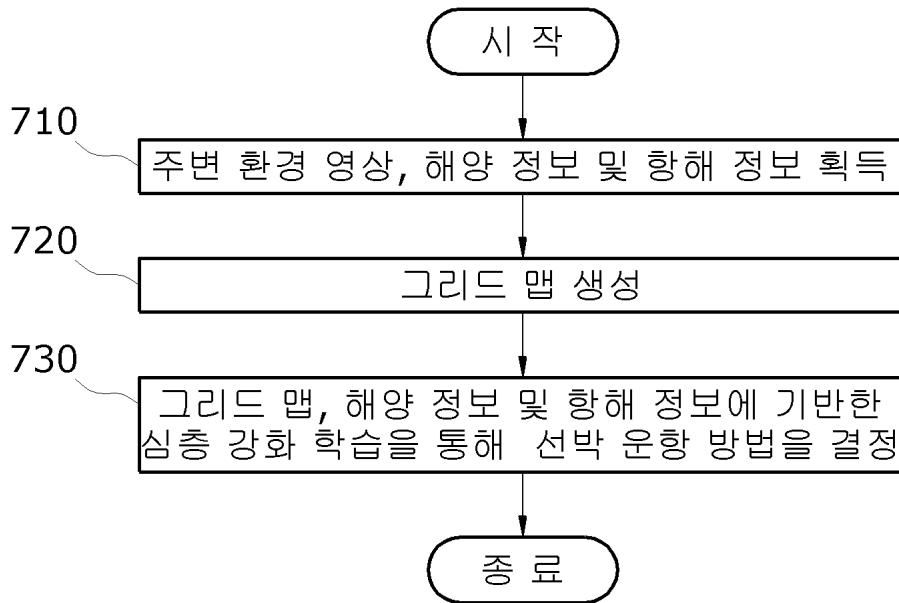 시 작
710
주변 환경 영상, 해양 정보 및 항해 정보 획득
720
그리드 맵 생성
730
그리드 맵, 해양 정보 및 항해 정보에 기반한
심층 강화 학습을 통해 선박 운항 방법을 결정
종 료